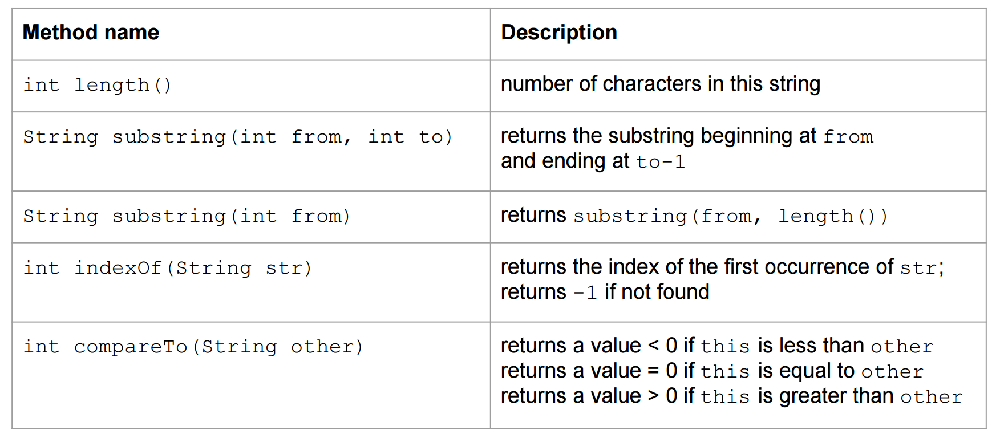 Method name
Description
int length()
number of characters in this string
String substring(int from, int to)
returns the substring beginning at from
and ending at to-1
String substring(int from)
returns substring(from, length())
int indexOf(String str)
returns the index of the first occurrence of str;
returns -1 if not found
int compareTo(String other)
returns a value < 0 if this is less than other
returns a value = 0 if this is equal to other
returns a value > 0 if this is greater than other